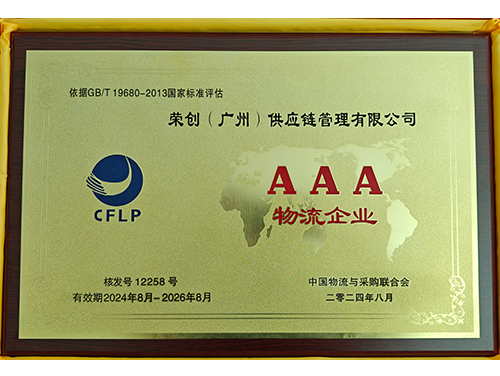 依据GB/T 19680-2013国家标准评估
荣创（广州）供应链管理有限公司
CFLP
AAA
物流企业
核发号 12258 号
有效期2024年8月-2026年8月
中国物流与采购联合会
二零二四年八月